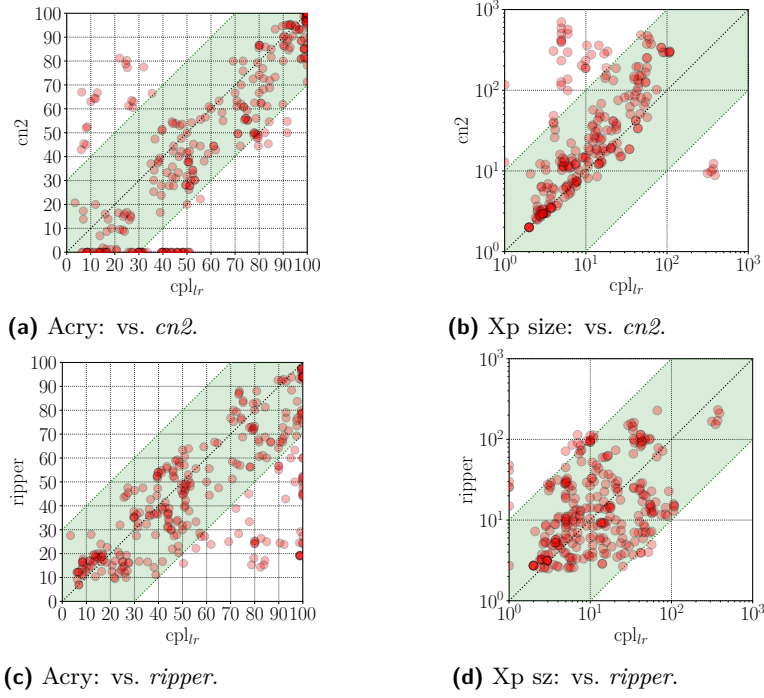 100
90
80
70
60
50
40
30
20
10
0
cn2
0 10 20 30 40 50 60 70 80 90 100
cpl_lr
(a) Acry: vs. cn2.
10^3
10^2
10^1
10^0
cn2
10^0 10^1 10^2 10^3
cpl_lr
(b) Xp size: vs. cn2.
100
90
80
70
60
50
40
30
20
10
0
ripper
0 10 20 30 40 50 60 70 80 90 100
cpl_lr
(c) Acry: vs. ripper.
10^3
10^2
10^1
10^0
ripper
10^0 10^1 10^2 10^3
cpl_lr
(d) Xp sz: vs. ripper.